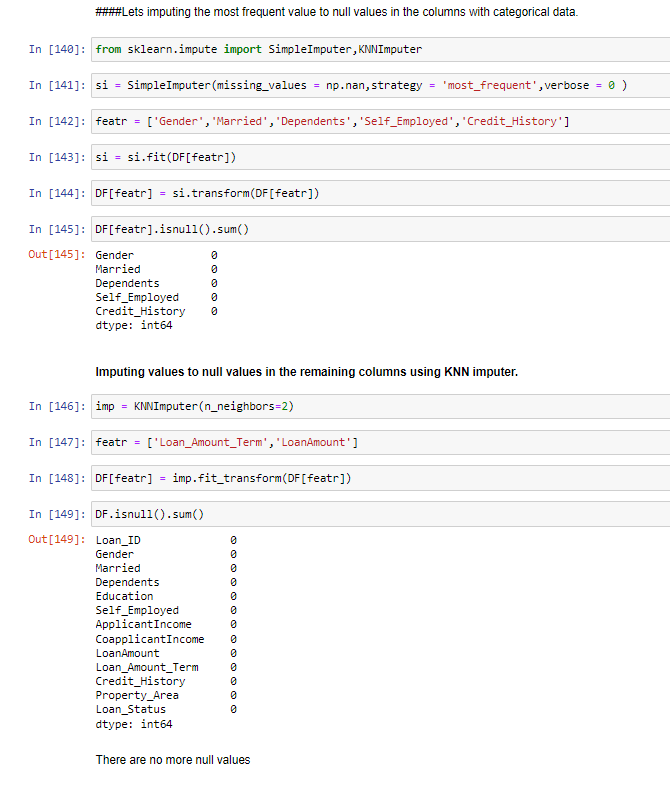 ####Lets imputing the most frequent value to null values in the columns with categorical data.
In [140]: from sklearn.impute import SimpleImputer,KNNImputer
In [141]: si = SimpleImputer(missing_values = np.nan,strategy = 'most_frequent',verbose = 0 )
In [142]: featr = ['Gender','Married','Dependents','Self_Employed','Credit_History']
In [143]: si = si.fit(DF[featr])
In [144]: DF[featr] = si.transform(DF[featr])
In [145]: DF[featr].isnull().sum()
Out[145]: Gender 0
Married 0
Dependents 0
Self_Employed 0
Credit_History 0
dtype: int64
Imputing values to null values in the remaining columns using KNN imputer.
In [146]: imp = KNNImputer(n_neighbors=2)
In [147]: featr = ['Loan_Amount_Term','LoanAmount']
In [148]: DF[featr] = imp.fit_transform(DF[featr])
In [149]: DF.isnull().sum()
Out[149]: Loan_ID 0
Gender 0
Married 0
Dependents 0
Education 0
Self_Employed 0
ApplicantIncome 0
CoapplicantIncome 0
LoanAmount 0
Loan_Amount_Term 0
Credit_History 0
Property_Area 0
Loan_Status 0
dtype: int64
There are no more null values